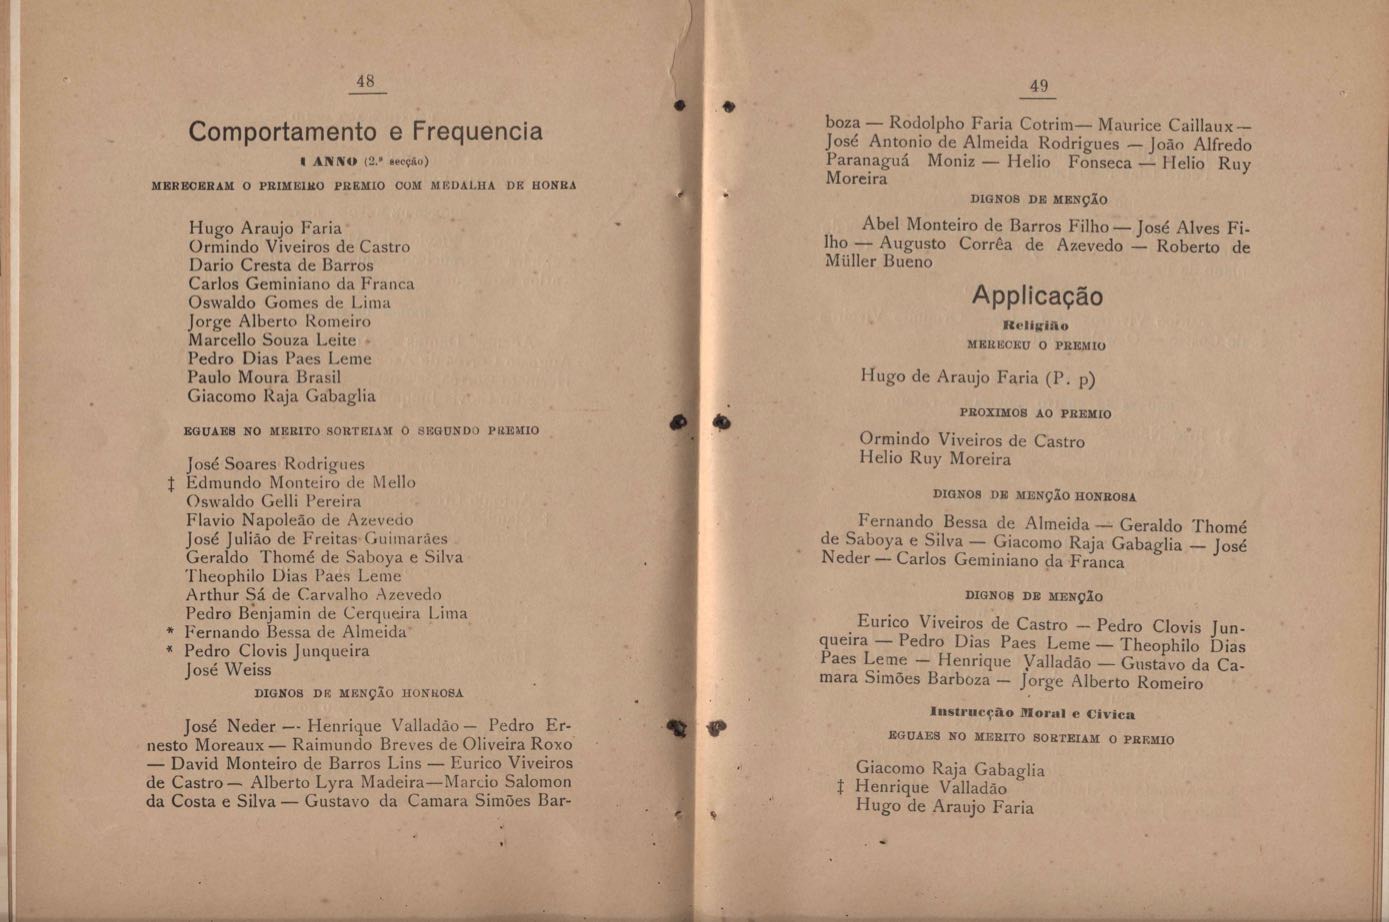 48
Comportamento e Frequencia
1 ANNO (2.ª secção)
MERECERAM O PRIMEIRO PREMIO COM MEDALHA DE HONRA
Hugo Araujo Faria
Ormindo Viveiros de Castro
Dario Cresta de Barros
Carlos Geminiano da Franca
Oswaldo Gomes de Lima
Jorge Alberto Romeiro
Marcello Souza Leite
Pedro Dias Paes Leme
Paulo Moura Brasil
Giacomo Raja Gabaglia
EGUAES NO MERITO SORTEIAM O SEGUNDO PREMIO
José Soares Rodrigues
‡ Edmundo Monteiro de Mello
Oswaldo Gelli Pereira
Flavio Napoleão de Azevedo
José Julião de Freitas Guimarães
Geraldo Thomé de Saboya e Silva
Theophilo Dias Paes Leme
Arthur Sá de Carvalho Azevedo
Pedro Benjamin de Cerqueira Lima
* Fernando Bessa de Almeida
* Pedro Clovis Junqueira
José Weiss
DIGNOS DE MENÇÃO HONROSA
José Neder — Henrique Valladão — Pedro Er-
nesto Moreaux — Raimundo Breves de Oliveira Roxo
— David Monteiro de Barros Lins — Eurico Viveiros
de Castro — Alberto Lyra Madeira — Marcio Salomon
da Costa e Silva — Gustavo da Camara Simões Bar-
49
boza — Rodolpho Faria Cotrim — Maurice Caillaux —
José Antonio de Almeida Rodrigues — João Alfredo
Paranaguá Moniz — Helio Fonseca — Helio Ruy
Moreira
DIGNOS DE MENÇÃO
Abel Monteiro de Barros Filho — José Alves Fi-
lho — Augusto Corrêa de Azevedo — Roberto de
Müller Bueno
Applicação
Religião
MERECEU O PREMIO
Hugo de Araujo Faria (P. p)
PROXIMOS AO PREMIO
Ormindo Viveiros de Castro
Helio Ruy Moreira
DIGNOS DE MENÇÃO HONROSA
Fernando Bessa de Almeida — Geraldo Thomé
de Saboya e Silva — Giacomo Raja Gabaglia — José
Neder — Carlos Geminiano da Franca
DIGNOS DE MENÇÃO
Eurico Viveiros de Castro — Pedro Clovis Jun-
queira — Pedro Dias Paes Leme — Theophilo Dias
Paes Leme — Henrique Valladão — Gustavo da Ca-
mara Simões Barboza — Jorge Alberto Romeiro
Instrucção Moral e Civica
EGUAES NO MERITO SORTEIAM O PREMIO
Giacomo Raja Gabaglia
‡ Henrique Valladão
Hugo de Araujo Faria